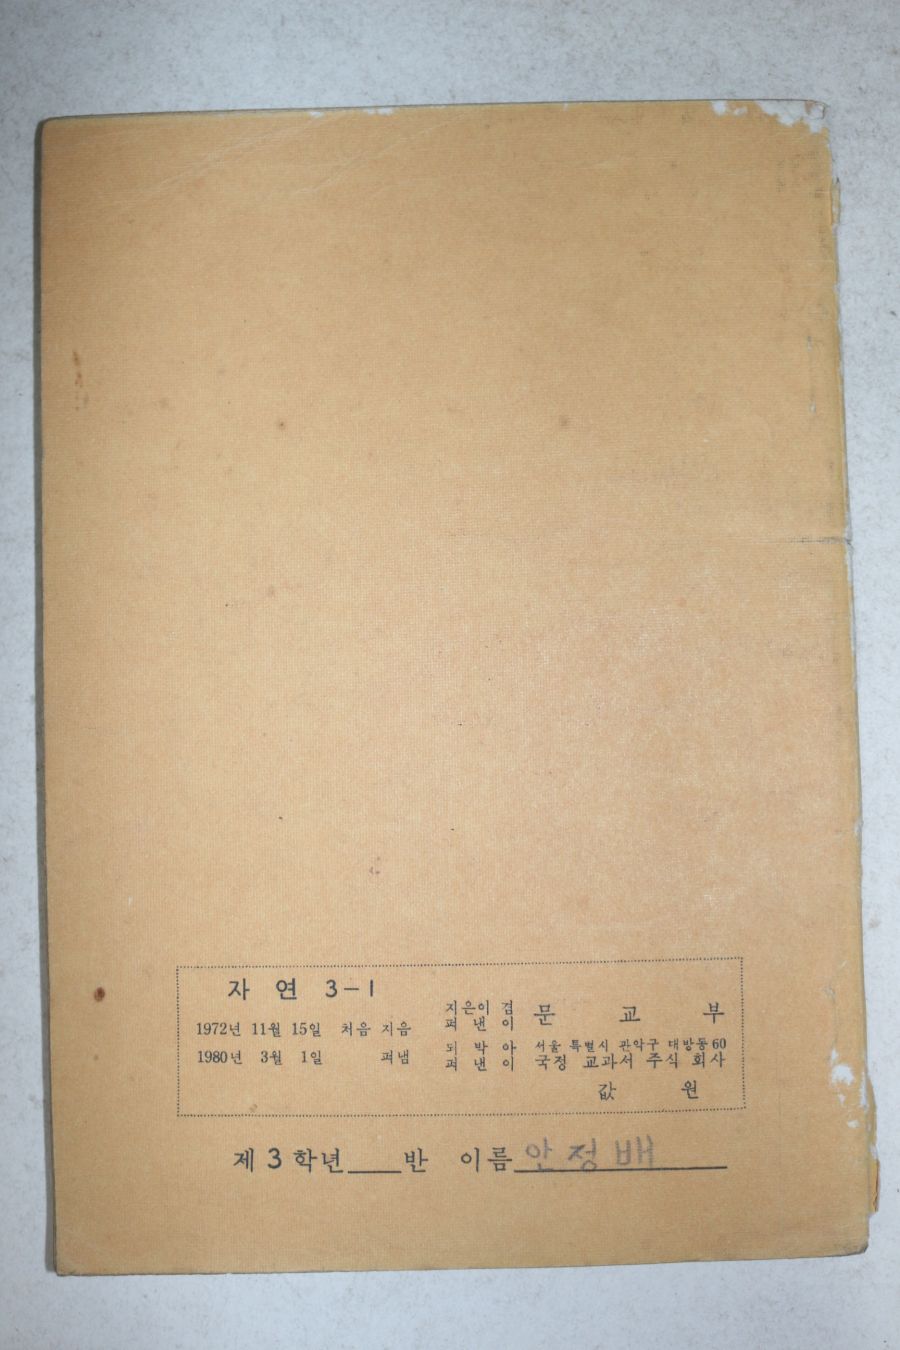 자연 3-1
1972년 11월 15일 처음 지음
1980년 3월 1일 펴냄
지은이 겸
펴 낸 이
문 교 부
되 박 아
펴 낸 이
서울 특별시 관악구 대방동 60
국정 교과서 주식 회사
값 원
제 3 학년 반 이름 안정배